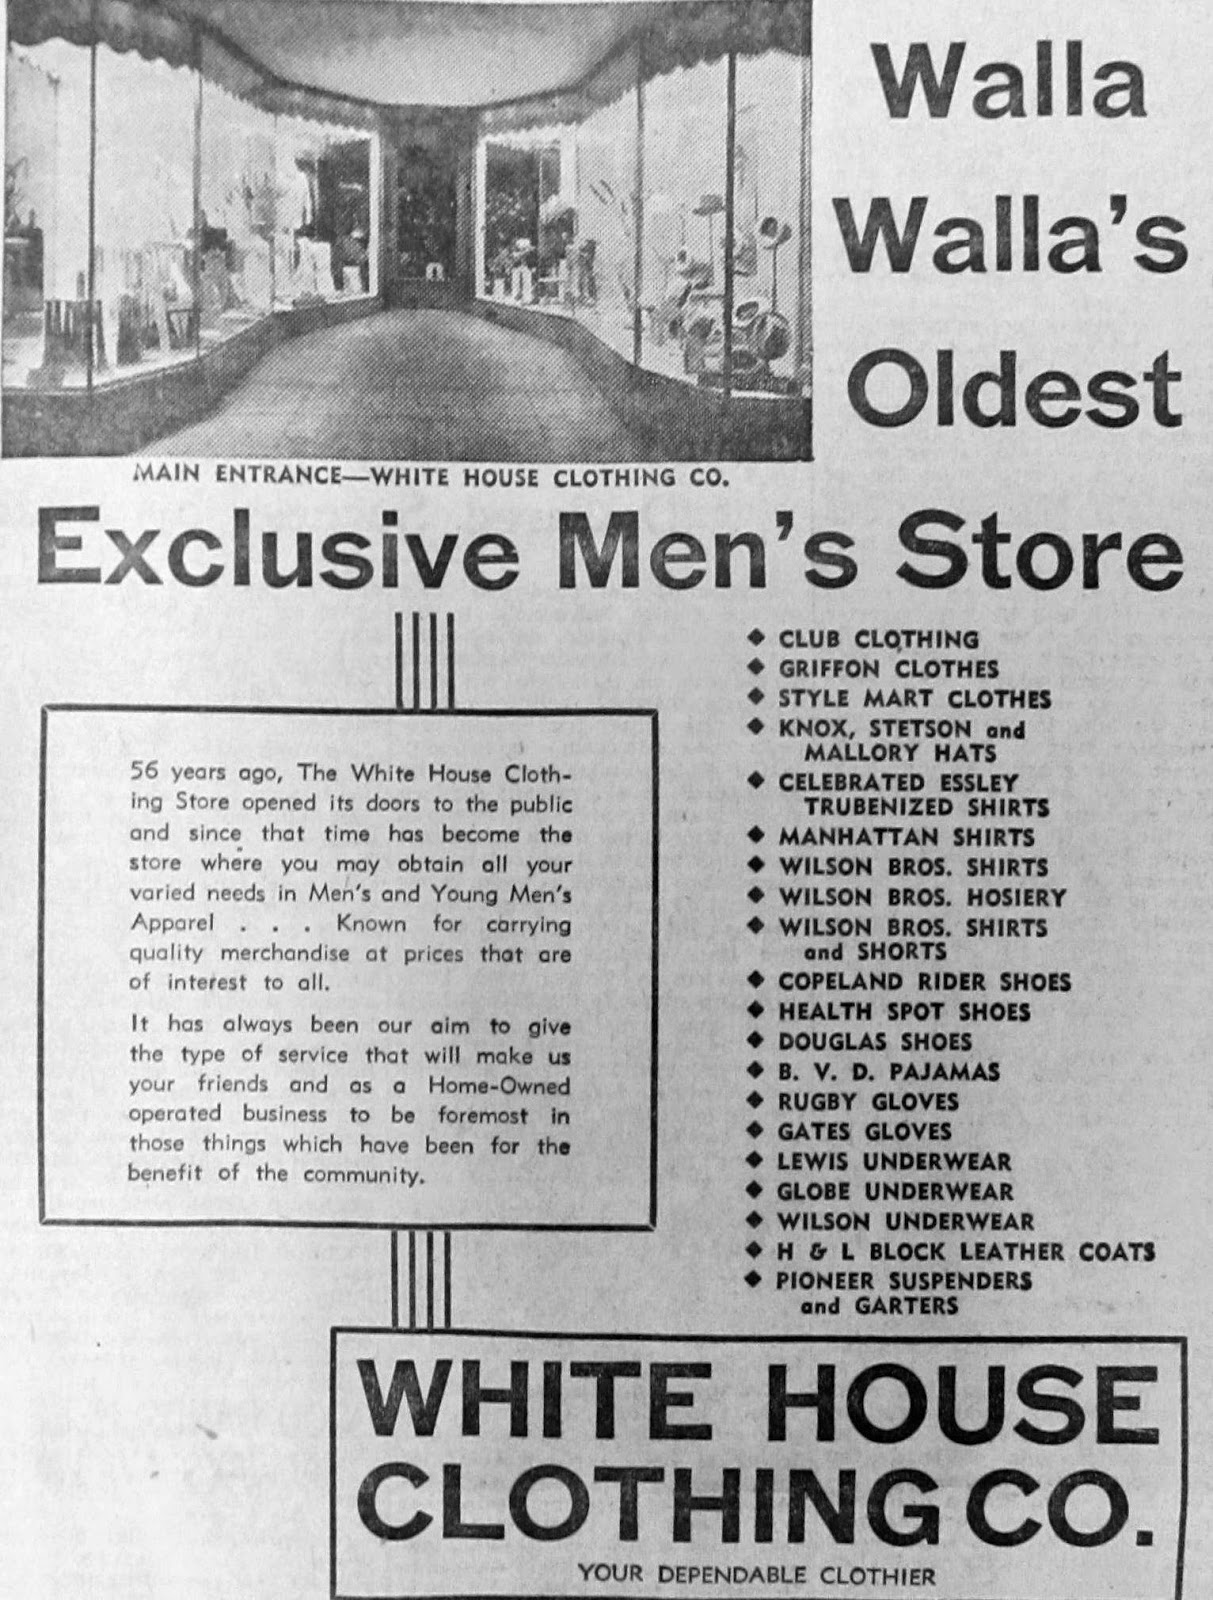 Walla
Walla's
Oldest
MAIN ENTRANCE—WHITE HOUSE CLOTHING CO.
Exclusive Men's Store
56 years ago, The White House Cloth-
ing Store opened its doors to the public
and since that time has become the
store where you may obtain all your
varied needs in Men's and Young Men's
Apparel . . . Known for carrying
quality merchandise at prices that are
of interest to all.
It has always been our aim to give
the type of service that will make us
your friends and as a Home-Owned
operated business to be foremost in
those things which have been for the
benefit of the community.
◆ CLUB CLOTHING
◆ GRIFFON CLOTHES
◆ STYLE MART CLOTHES
◆ KNOX, STETSON and
MALLORY HATS
◆ CELEBRATED ESSLEY
TRUBENIZED SHIRTS
◆ MANHATTAN SHIRTS
◆ WILSON BROS. SHIRTS
◆ WILSON BROS. HOSIERY
◆ WILSON BROS. SHIRTS
and SHORTS
◆ COPELAND RIDER SHOES
◆ HEALTH SPOT SHOES
◆ DOUGLAS SHOES
◆ B. V. D. PAJAMAS
◆ RUGBY GLOVES
◆ GATES GLOVES
◆ LEWIS UNDERWEAR
◆ GLOBE UNDERWEAR
◆ WILSON UNDERWEAR
◆ H & L BLOCK LEATHER COATS
◆ PIONEER SUSPENDERS
and GARTERS
WHITE HOUSE
CLOTHING CO.
YOUR DEPENDABLE CLOTHIER